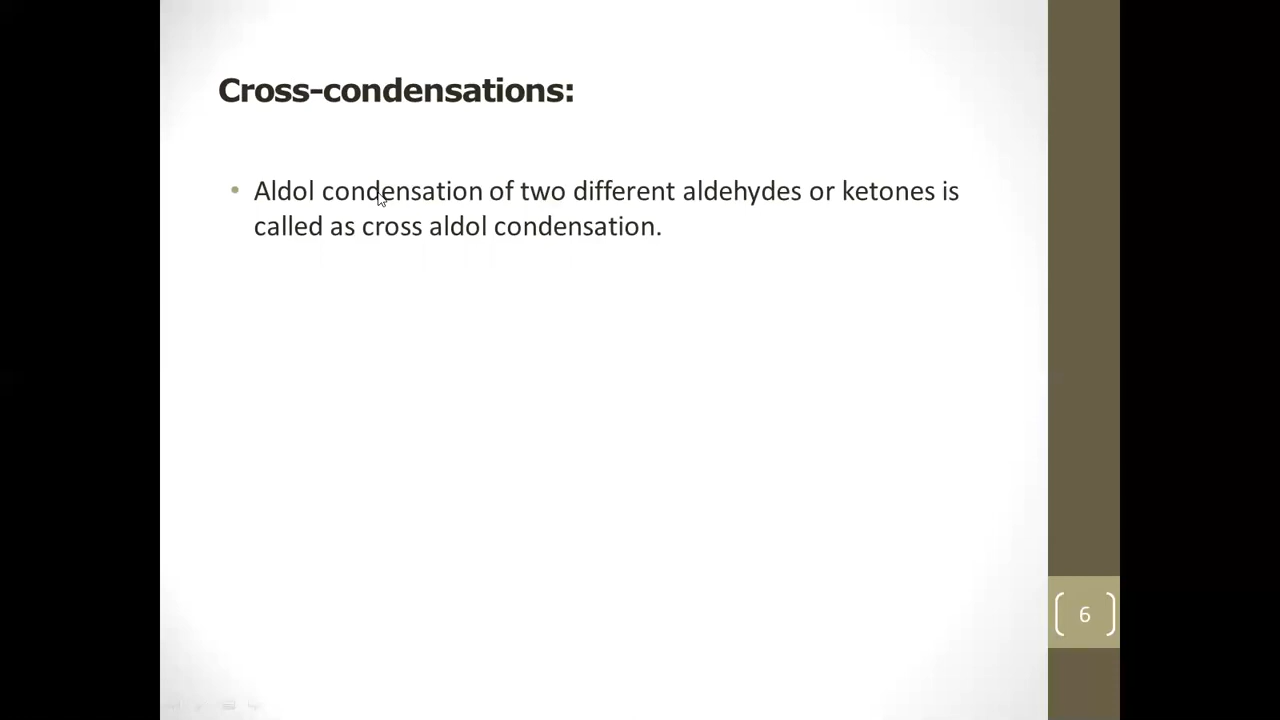 Cross-condensations:
• Aldol condensation of two different aldehydes or ketones is
called as cross aldol condensation.
6